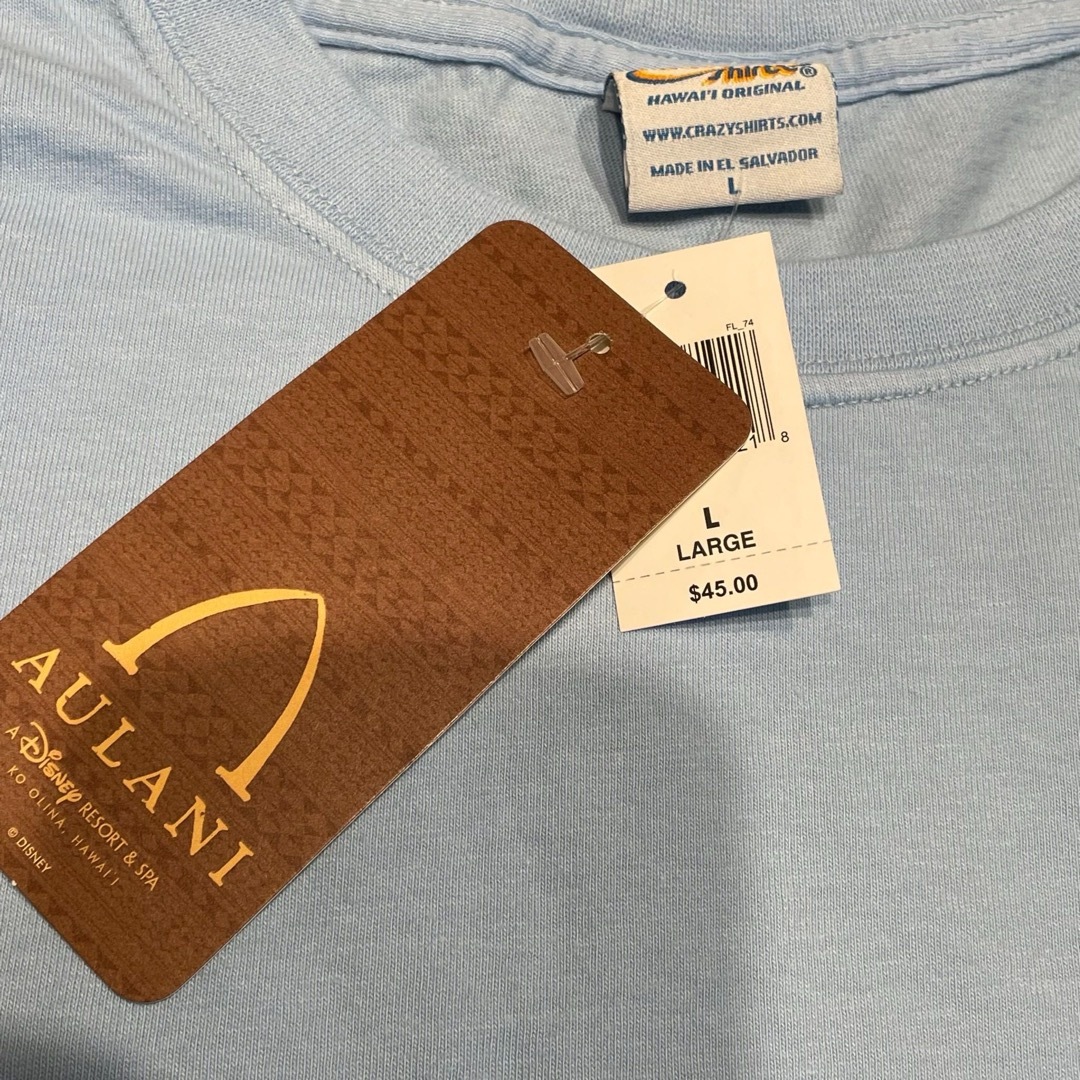 Shirts®
HAWAI'I ORIGINAL
WWW.CRAZYSHIRTS.COM
MADE IN EL SALVADOR
L
FL_74
8
L
LARGE
$45.00
AULANI
A Disney RESORT & SPA
KO OLINA, HAWAI'I
© DISNEY